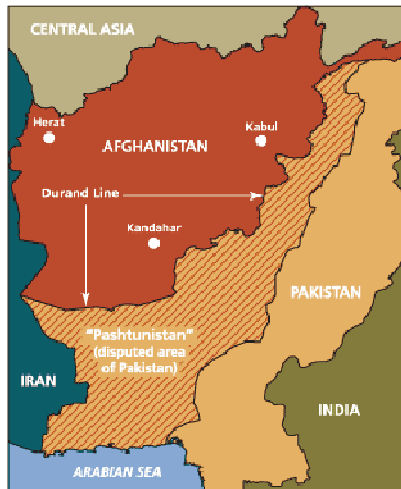 CENTRAL ASIA
Herat
Kabul
AFGHANISTAN
Durand Line
Kandahar
PAKISTAN
"Pashtunistan"
(disputed area
of Pakistan)
IRAN
INDIA
ARABIAN SEA